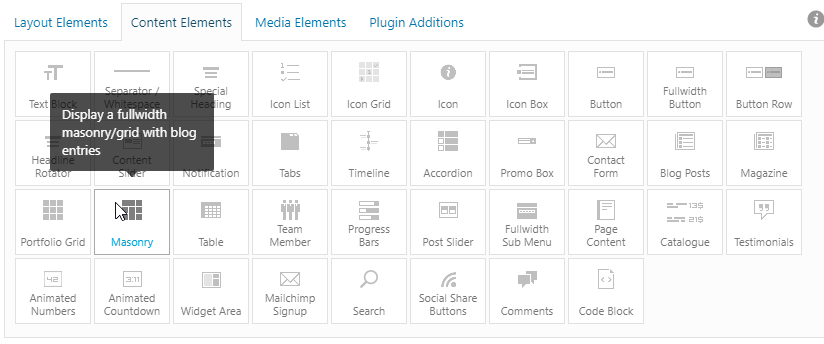 Layout Elements
Content Elements
Media Elements
Plugin Additions
Text Block
Separator /
Whitespace
Special
Heading
Icon List
Icon Grid
Icon
Icon Box
Button
Fullwidth
Button
Button Row
Display a fullwidth
masonry/grid with blog
entries
Headline
Rotator
Content
Slider
Notification
Tabs
Timeline
Accordion
Promo Box
Contact
Form
Blog Posts
Magazine
Portfolio Grid
Masonry
Table
Team
Member
Progress
Bars
Post Slider
Fullwidth
Sub Menu
Page
Content
13$
21$
Catalogue
Testimonials
42
Animated
Numbers
3:11
Animated
Countdown
Widget Area
Mailchimp
Signup
Search
Social Share
Buttons
Comments
Code Block